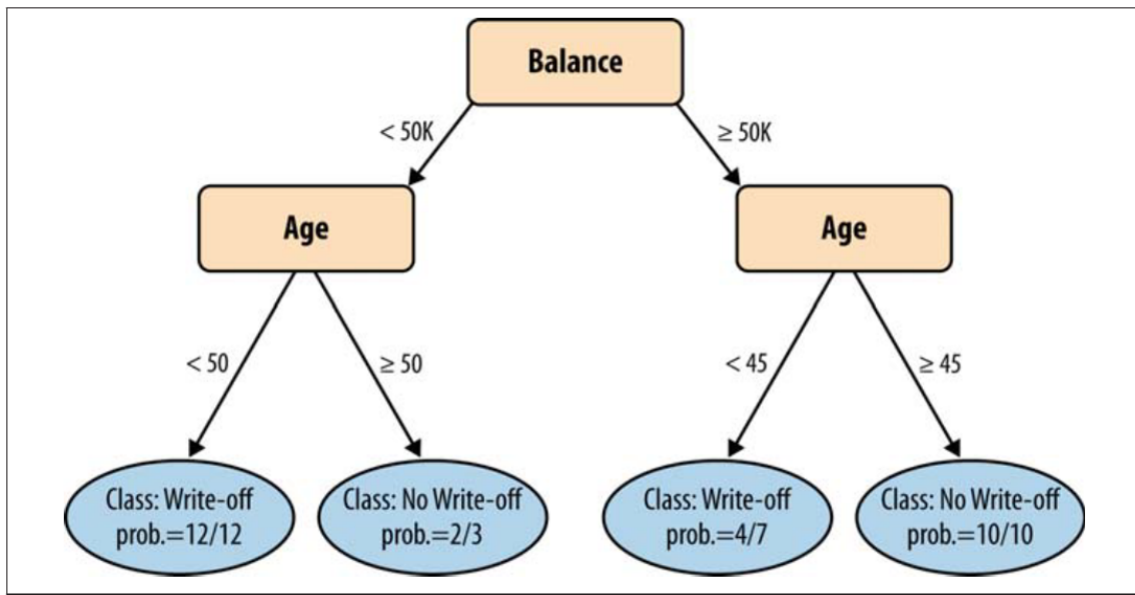 Balance
< 50K
≥ 50K
Age
Age
< 50
≥ 50
< 45
≥ 45
Class: Write-off
prob.=12/12
Class: No Write-off
prob.=2/3
Class: Write-off
prob.=4/7
Class: No Write-off
prob.=10/10